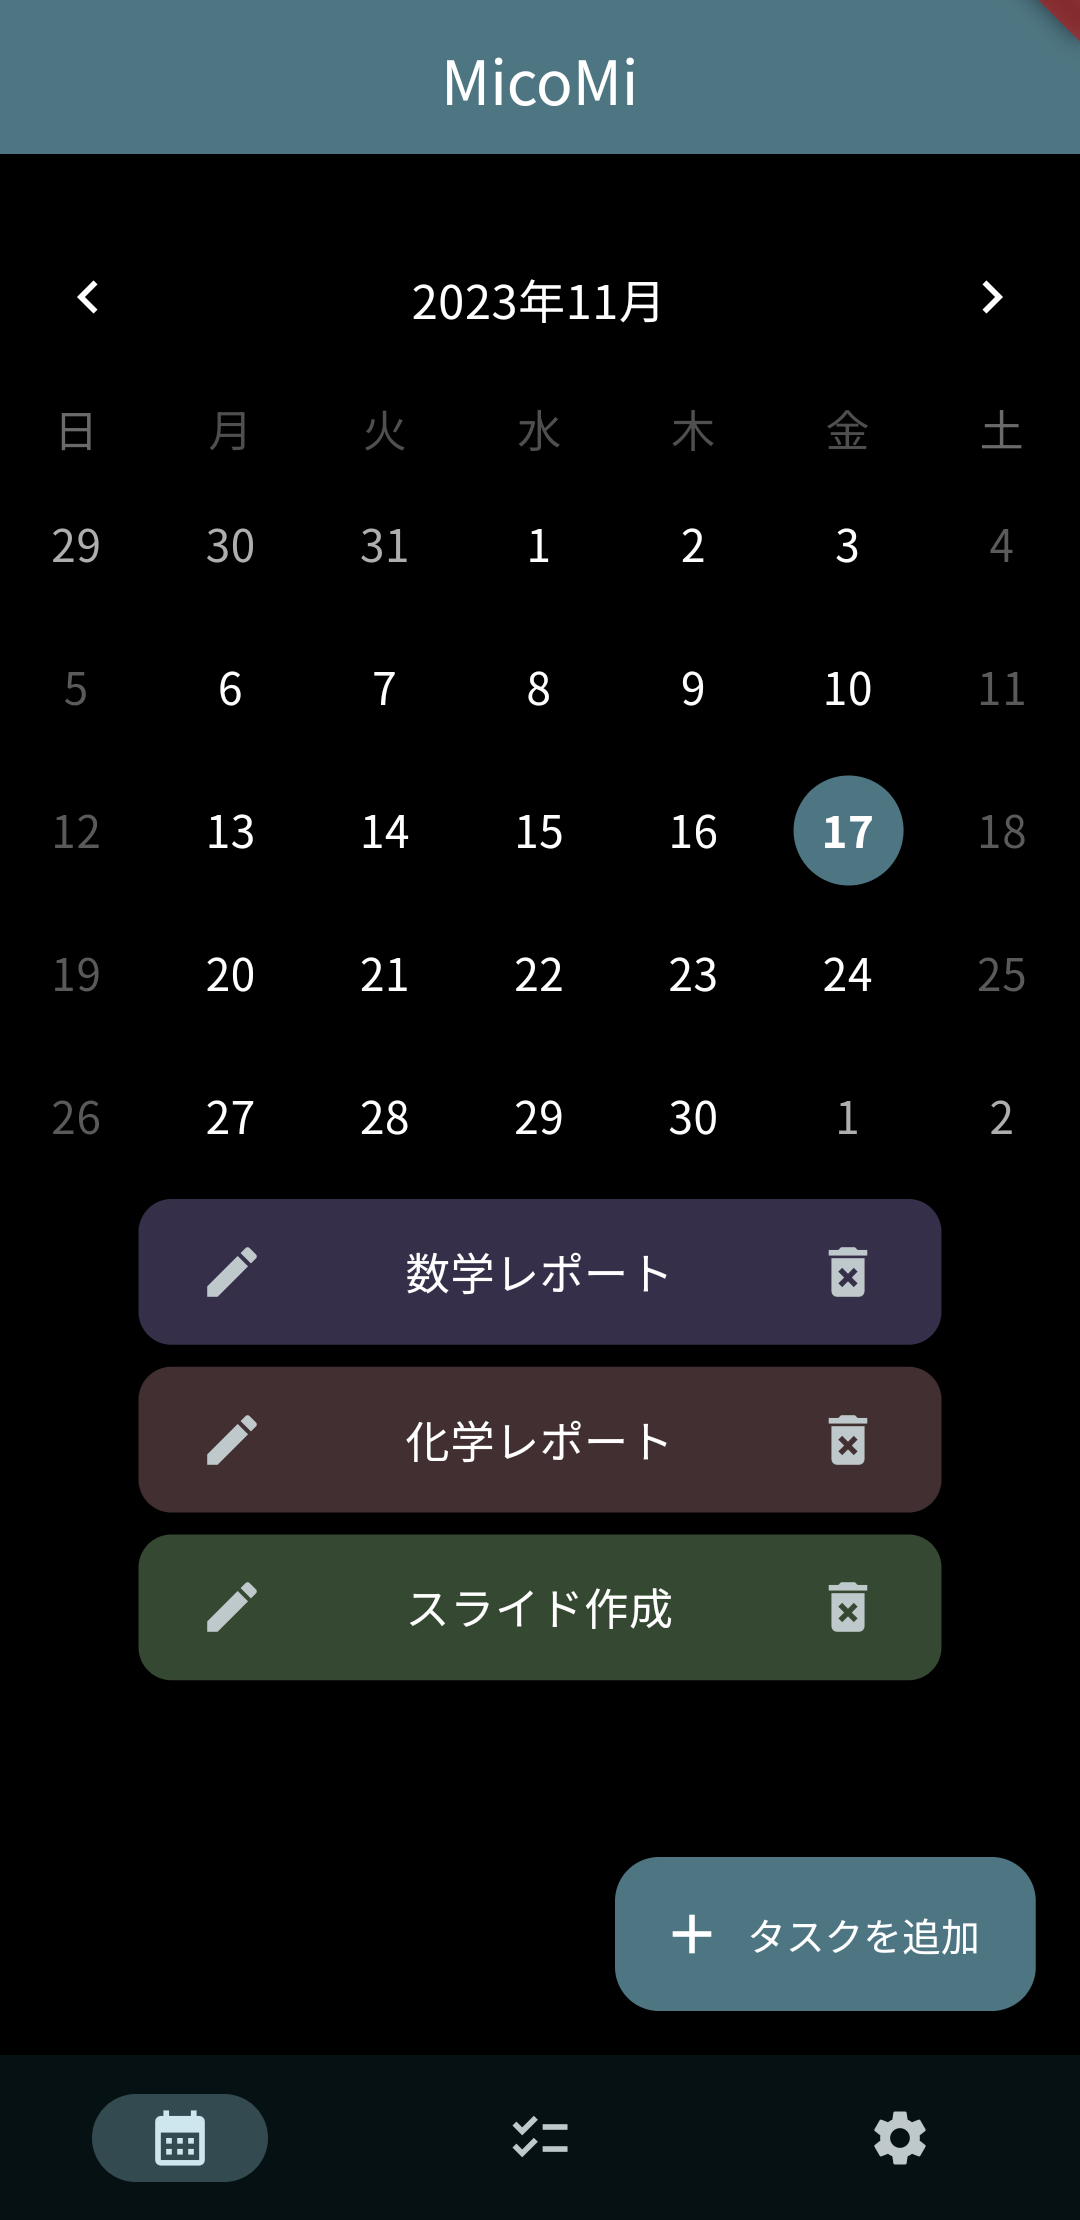 MicoMi
2023年11月
日 月 火 水 木 金 土
29 30 31 1 2 3 4
5 6 7 8 9 10 11
12 13 14 15 16 17 18
19 20 21 22 23 24 25
26 27 28 29 30 1 2
数学レポート
化学レポート
スライド作成
タスクを追加